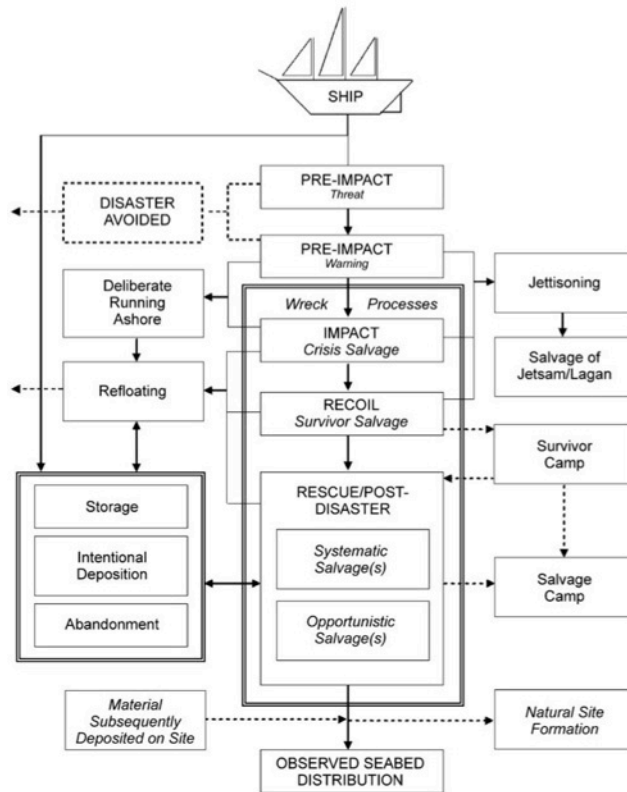 SHIP
PRE-IMPACT
Threat
DISASTER
AVOIDED
PRE-IMPACT
Warning
Deliberate
Running
Ashore
Wreck Processes
Jettisoning
IMPACT
Crisis Salvage
Salvage of
Jetsam/Lagan
Refloating
RECOIL
Survivor Salvage
Survivor
Camp
RESCUE/POST-
DISASTER
Storage
Systematic
Salvage(s)
Intentional
Deposition
Salvage
Camp
Opportunistic
Salvage(s)
Abandonment
Material
Subsequently
Deposited on Site
Natural Site
Formation
OBSERVED SEABED
DISTRIBUTION